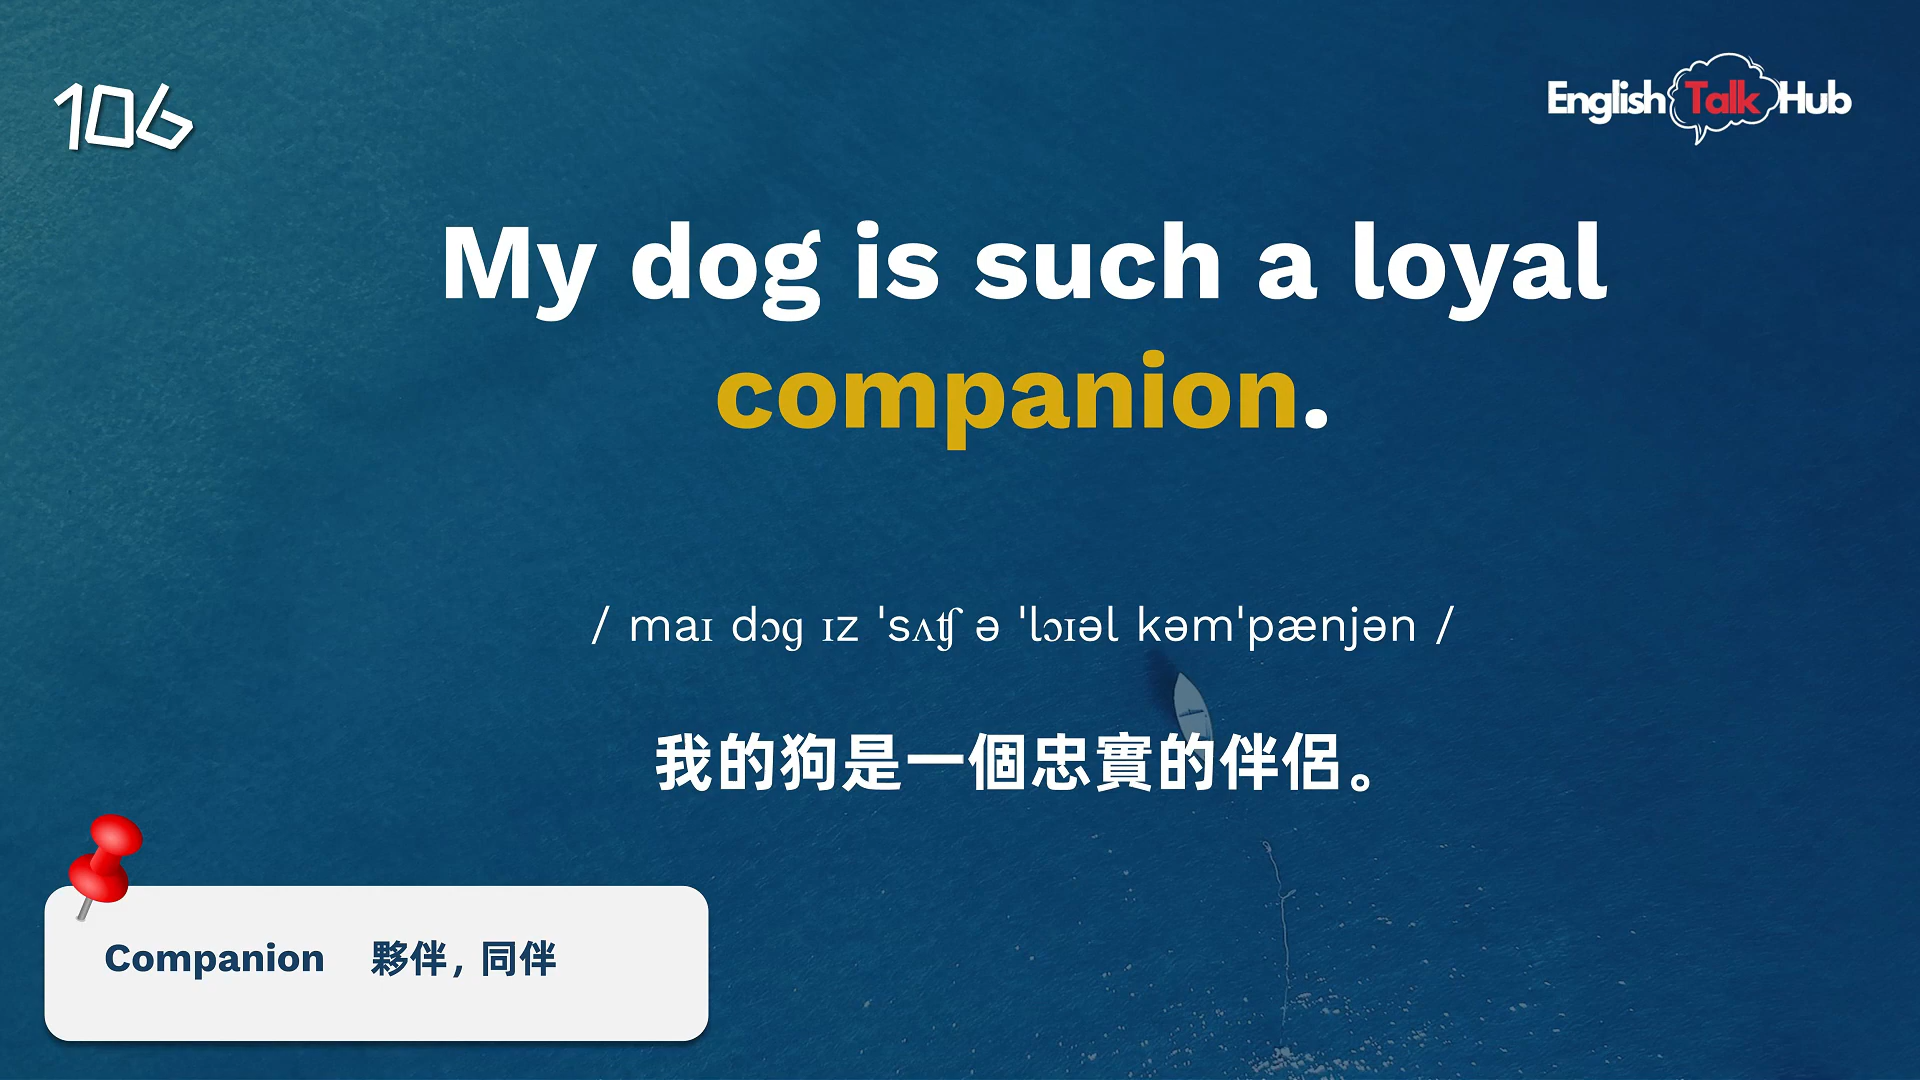 106
English Talk Hub
My dog is such a loyal
companion.
/ maɪ dɔg ɪz 'sʌʧ ə 'lɔɪəl kəm'pænjən /
我的狗是一個忠實的伴侶。
Companion 夥伴，同伴